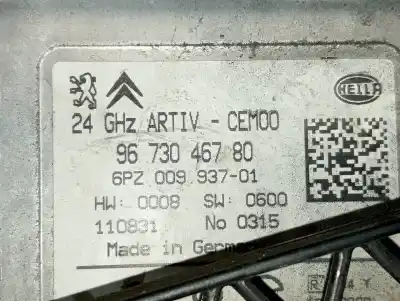 HELLA
24 GHz ARTIV - CEM00
96 730 467 80
6PZ 009 937-01
HW: 0008 SW: 0600
110831 No 0315
Made in German